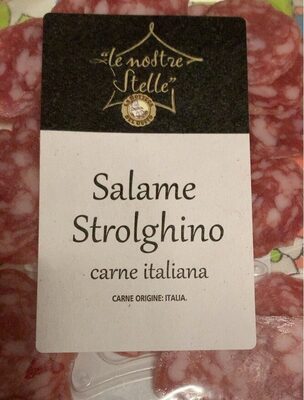 "le nostre
Stelle"
Salame
Strolghino
carne italiana
CARNE ORIGINE: ITALIA.